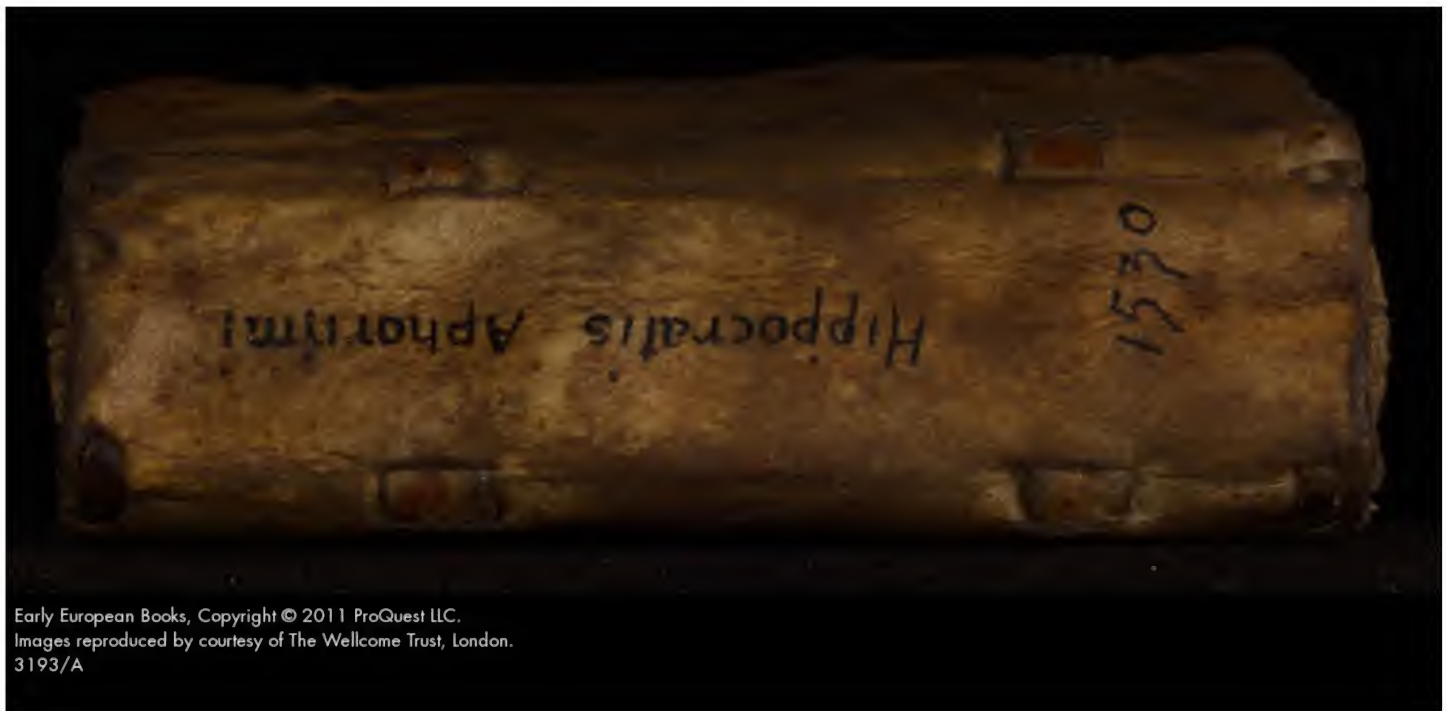 Hippocratis Aphorismi
1530
Early European Books, Copyright © 2011 ProQuest LLC.
Images reproduced by courtesy of The Wellcome Trust, London.
3193/A